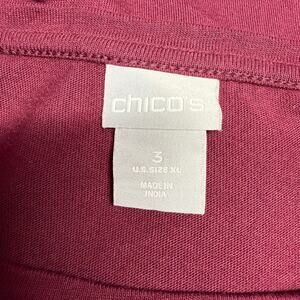 chico's
3
U.S. SIZE XL
MADE IN
INDIA